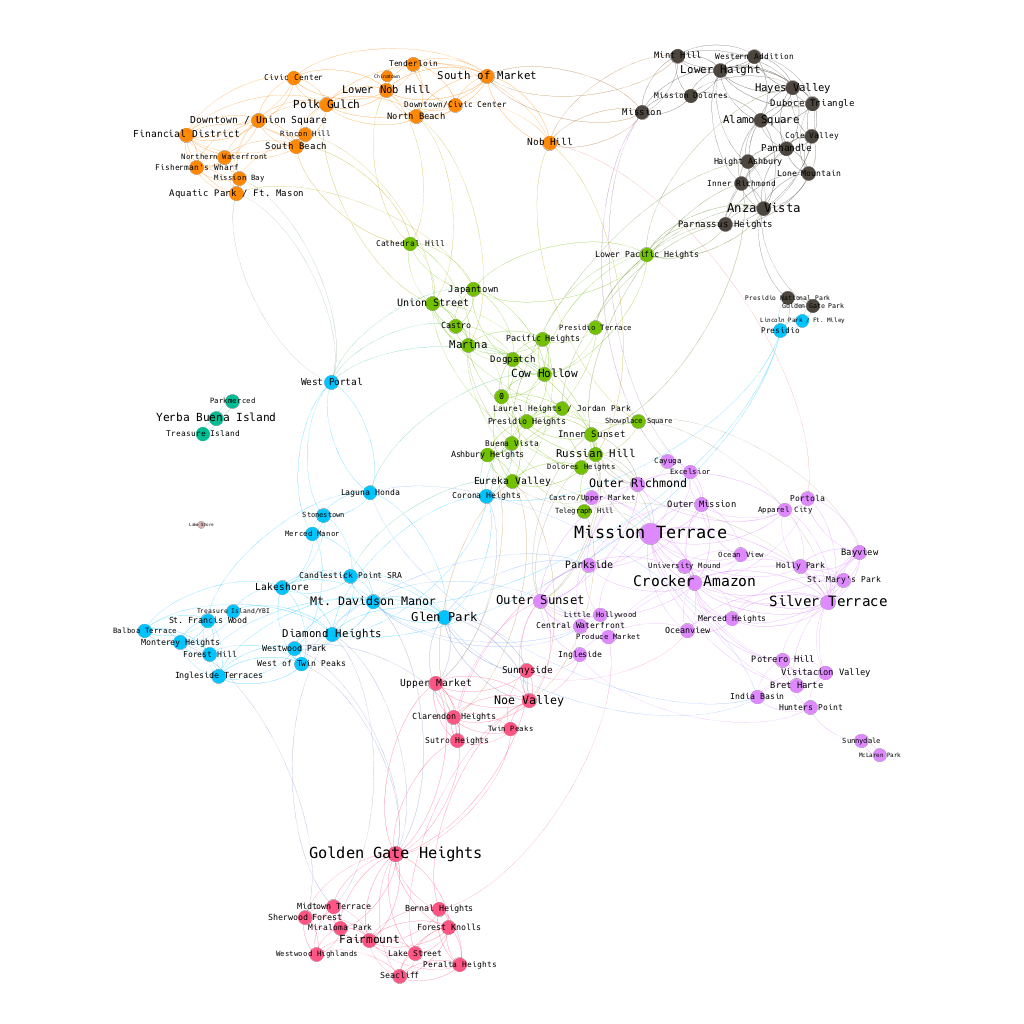 Mint Hill
Western Addition
Tenderloin
Lower Haight
Civic Center
Chinatown
South of Market
Lower Nob Hill
Hayes Valley
Mission Dolores
Polk Gulch
Downtown/Civic Center
Duboce Triangle
Mission
North Beach
Downtown / Union Square
Alamo Square
Financial District
Rincon Hill
Cole Valley
Nob Hill
South Beach
Panhandle
Northern Waterfront
Haight Ashbury
Fisherman's Wharf
Lone Mountain
Mission Bay
Inner Richmond
Aquatic Park / Ft. Mason
Anza Vista
Parnassus Heights
Cathedral Hill
Lower Pacific Heights
Japantown
Presidio National Park
Union Street
Golden Gate Park
Lincoln Park / Ft. Miley
Castro
Presidio Terrace
Presidio
Pacific Heights
Marina
Dogpatch
Cow Hollow
West Portal
0
Parkmerced
Laurel Heights / Jordan Park
Yerba Buena Island
Presidio Heights
Showplace Square
Treasure Island
Inner Sunset
Buena Vista
Ashbury Heights
Russian Hill
Cayuga
Dolores Heights
Excelsior
Eureka Valley
Outer Richmond
Laguna Honda
Corona Heights
Castro/Upper Market
Portola
Outer Mission
Apparel City
Telegraph Hill
Stonestown
Lake Shore
Merced Manor
Mission Terrace
Bayview
Ocean View
Parkside
University Mound
Holly Park
Candlestick Point SRA
St. Mary's Park
Crocker Amazon
Lakeshore
Mt. Davidson Manor
Outer Sunset
Silver Terrace
Treasure Island/YBI
Little Hollywood
Glen Park
St. Francis Wood
Merced Heights
Central Waterfront
Balboa Terrace
Oceanview
Diamond Heights
Produce Market
Monterey Heights
Westwood Park
Forest Hill
Ingleside
Potrero Hill
West of Twin Peaks
Sunnyside
Visitacion Valley
Ingleside Terraces
Upper Market
Bret Harte
India Basin
Noe Valley
Hunters Point
Clarendon Heights
Twin Peaks
Sutro Heights
Sunnydale
McLaren Park
Golden Gate Heights
Midtown Terrace
Bernal Heights
Sherwood Forest
Miraloma Park
Forest Knolls
Fairmount
Lake Street
Westwood Highlands
Peralta Heights
Seacliff